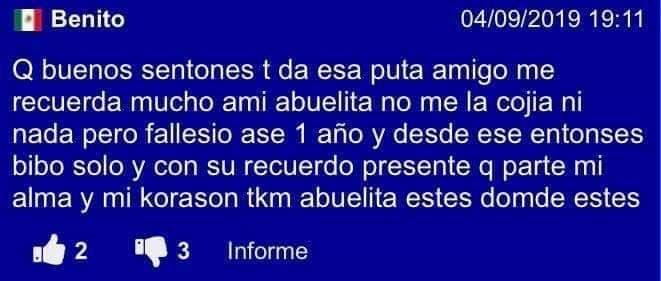 Benito 04/09/2019 19:11
Q buenos sentones t da esa puta amigo me
recuerda mucho ami abuelita no me la cojia ni
nada pero fallesio ase 1 año y desde ese entonses
bibo solo y con su recuerdo presente q parte mi
alma y mi korason tkm abuelita estes domde estes
2 3 Informe